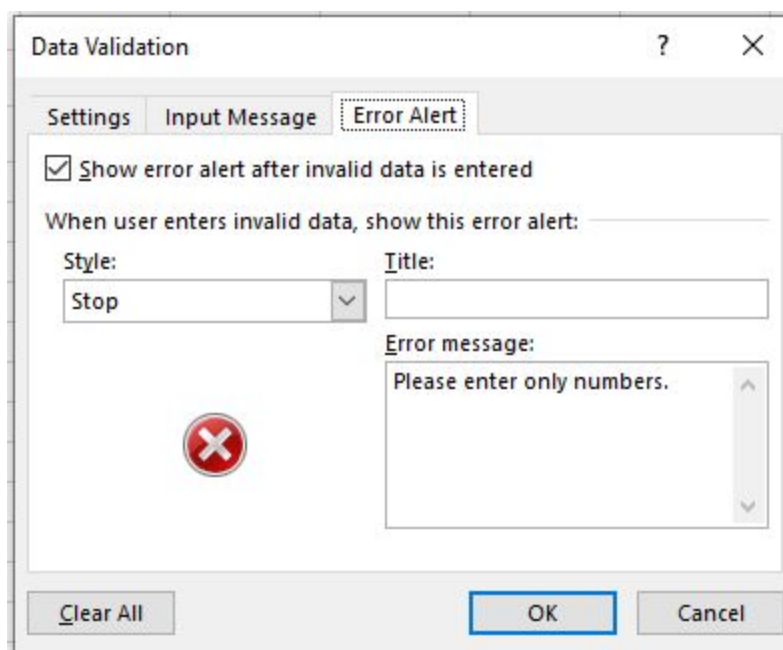 Data Validation ?
Settings Input Message Error Alert
Show error alert after invalid data is entered
When user enters invalid data, show this error alert:
Style: Title:
Stop
Error message:
Please enter only numbers.
Clear All OK Cancel